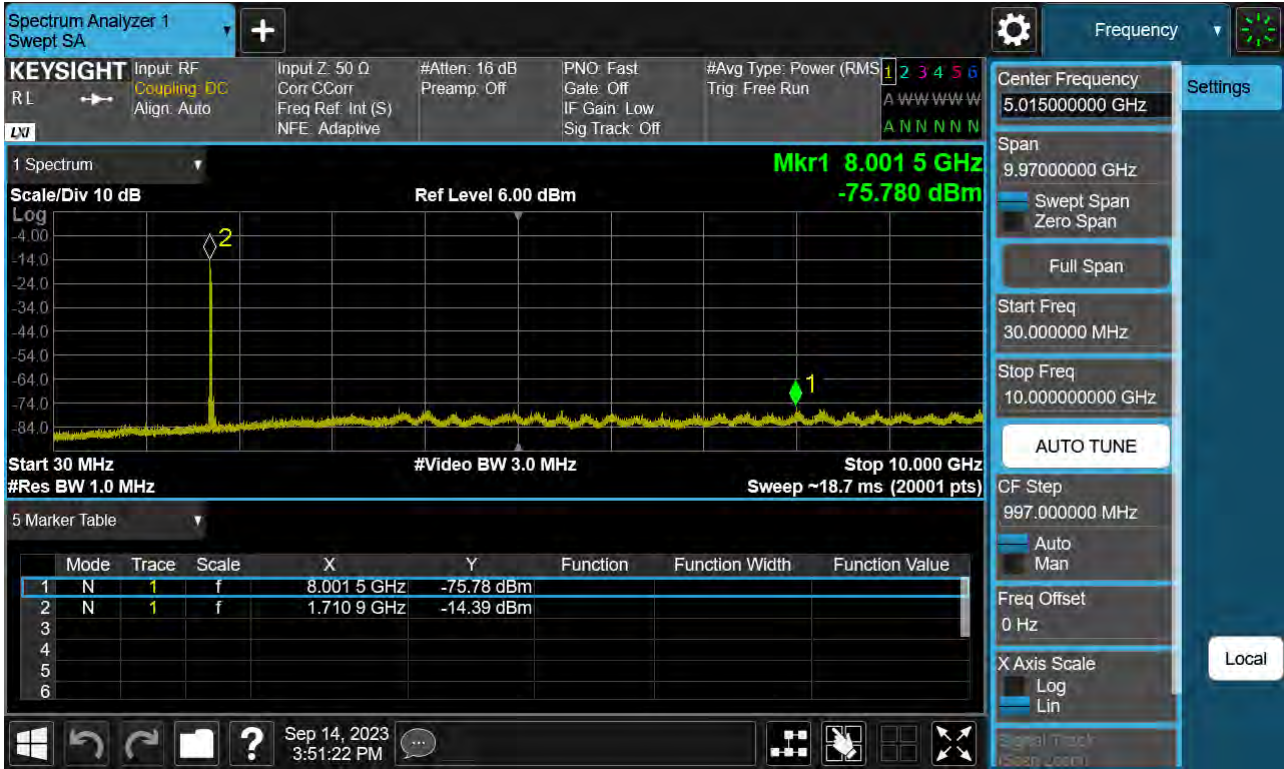 Spectrum Analyzer 1
Swept SA
Frequency
KEYSIGHT
R L
LXI
Input: RF
Coupling: DC
Align: Auto
Input Z: 50 Ω
Corr CCorr
Freq Ref: Int (S)
NFE: Adaptive
#Atten: 16 dB
Preamp: Off
PNO: Fast
Gate: Off
IF Gain: Low
Sig Track: Off
#Avg Type: Power (RMS
Trig: Free Run
1 2 3 4 5 6
A W W W W W
A N N N N N
1 Spectrum
Mkr1 8.001 5 GHz
-75.780 dBm
Scale/Div 10 dB
Ref Level 6.00 dBm
Log
-4.00
-14.0
-24.0
-34.0
-44.0
-54.0
-64.0
-74.0
-84.0
2
1
Start 30 MHz
#Video BW 3.0 MHz
Stop 10.000 GHz
#Res BW 1.0 MHz
Sweep ~18.7 ms (20001 pts)
5 Marker Table
Mode Trace Scale X Y Function Function Width Function Value
1 N 1 f 8.001 5 GHz -75.78 dBm
2 N 1 f 1.710 9 GHz -14.39 dBm
3
4
5
6
Center Frequency
5.015000000 GHz
Settings
Span
9.97000000 GHz
Swept Span
Zero Span
Full Span
Start Freq
30.000000 MHz
Stop Freq
10.000000000 GHz
AUTO TUNE
CF Step
997.000000 MHz
Auto
Man
Freq Offset
0 Hz
X Axis Scale
Log
Lin
Signal Track
(Span Zoom)
Local
?
Sep 14, 2023
3:51:22 PM